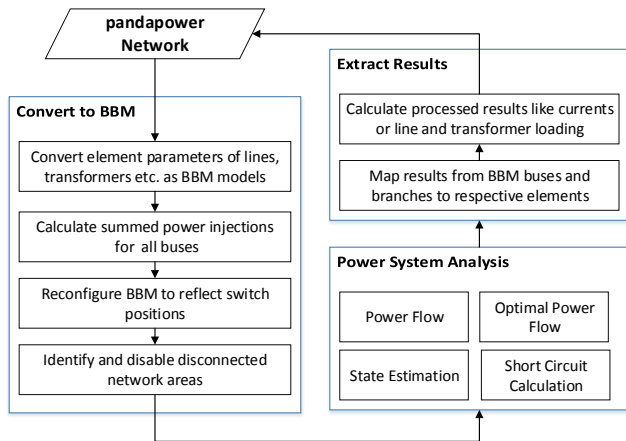 pandapower
Network
Convert to BBM
Convert element parameters of lines,
transformers etc. as BBM models
Calculate summed power injections
for all buses
Reconfigure BBM to reflect switch
positions
Identify and disable disconnected
network areas
Extract Results
Calculate processed results like currents
or line and transformer loading
Map results from BBM buses and
branches to respective elements
Power System Analysis
Power Flow
Optimal Power
Flow
State Estimation
Short Circuit
Calculation